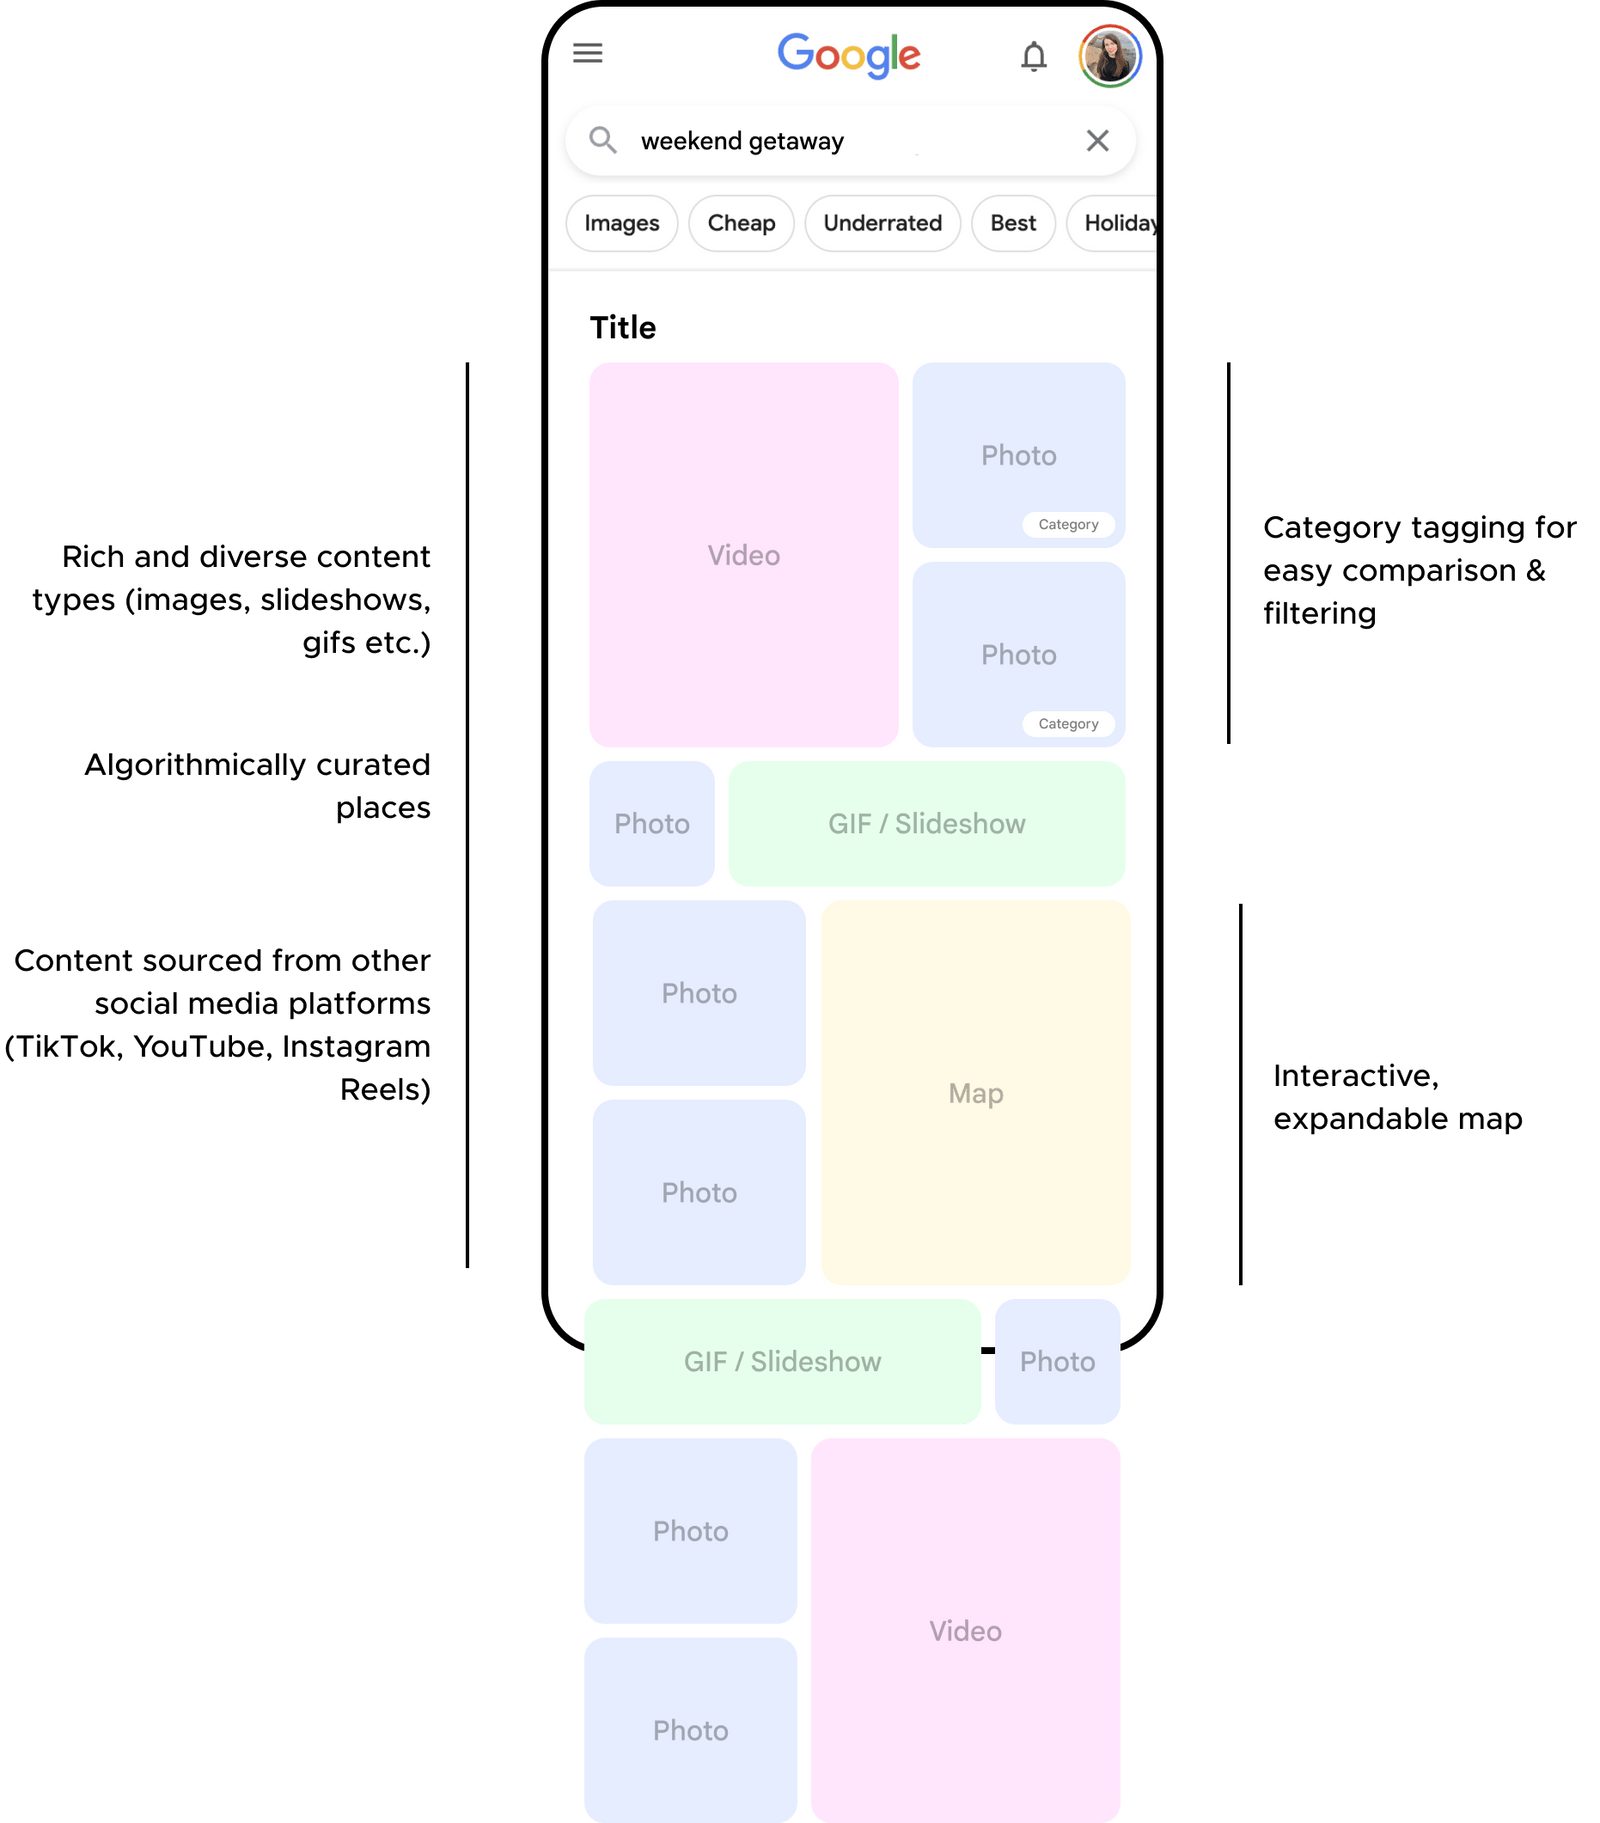 Google
weekend getaway
Images
Cheap
Underrated
Best
Holiday
Title
Video
Photo
Category
Photo
Category
Photo
GIF / Slideshow
Photo
Photo
Map
GIF / Slideshow
Photo
Photo
Photo
Video
Rich and diverse content
types (images, slideshows,
gifs etc.)
Algorithmically curated
places
Content sourced from other
social media platforms
(TikTok, YouTube, Instagram
Reels)
Category tagging for
easy comparison &
filtering
Interactive,
expandable map